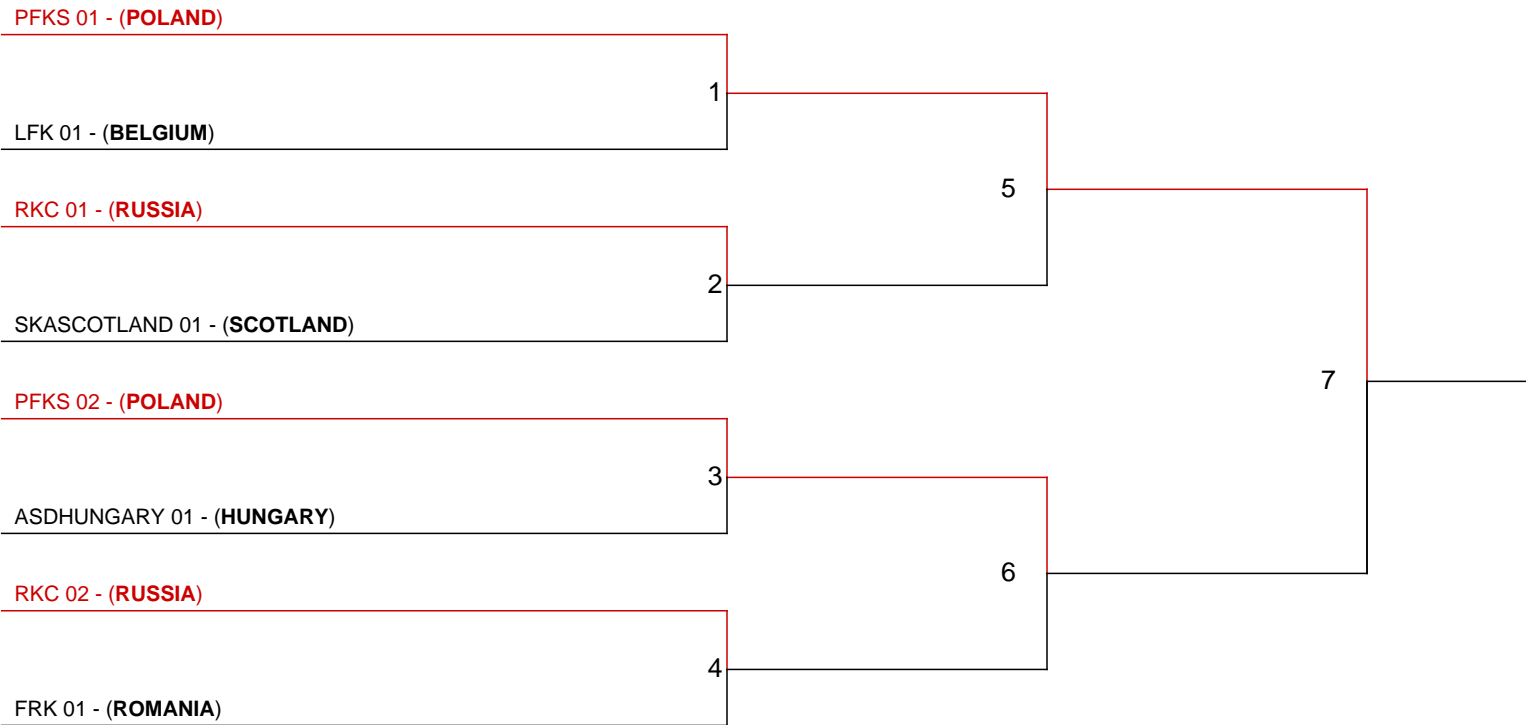 PFKS 01 - (POLAND)
1
LFK 01 - (BELGIUM)
5
RKC 01 - (RUSSIA)
2
SKASCOTLAND 01 - (SCOTLAND)
7
PFKS 02 - (POLAND)
3
ASDHUNGARY 01 - (HUNGARY)
6
RKC 02 - (RUSSIA)
4
FRK 01 - (ROMANIA)